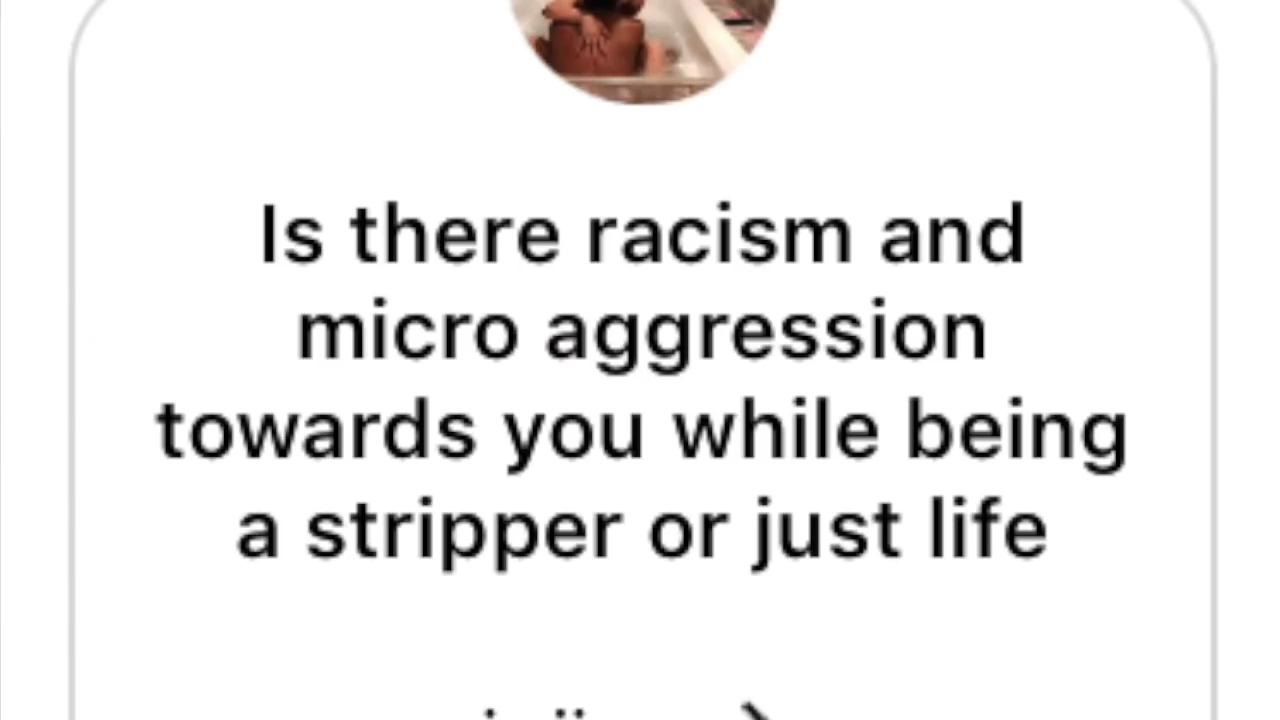 Is there racism and
micro aggression
towards you while being
a stripper or just life